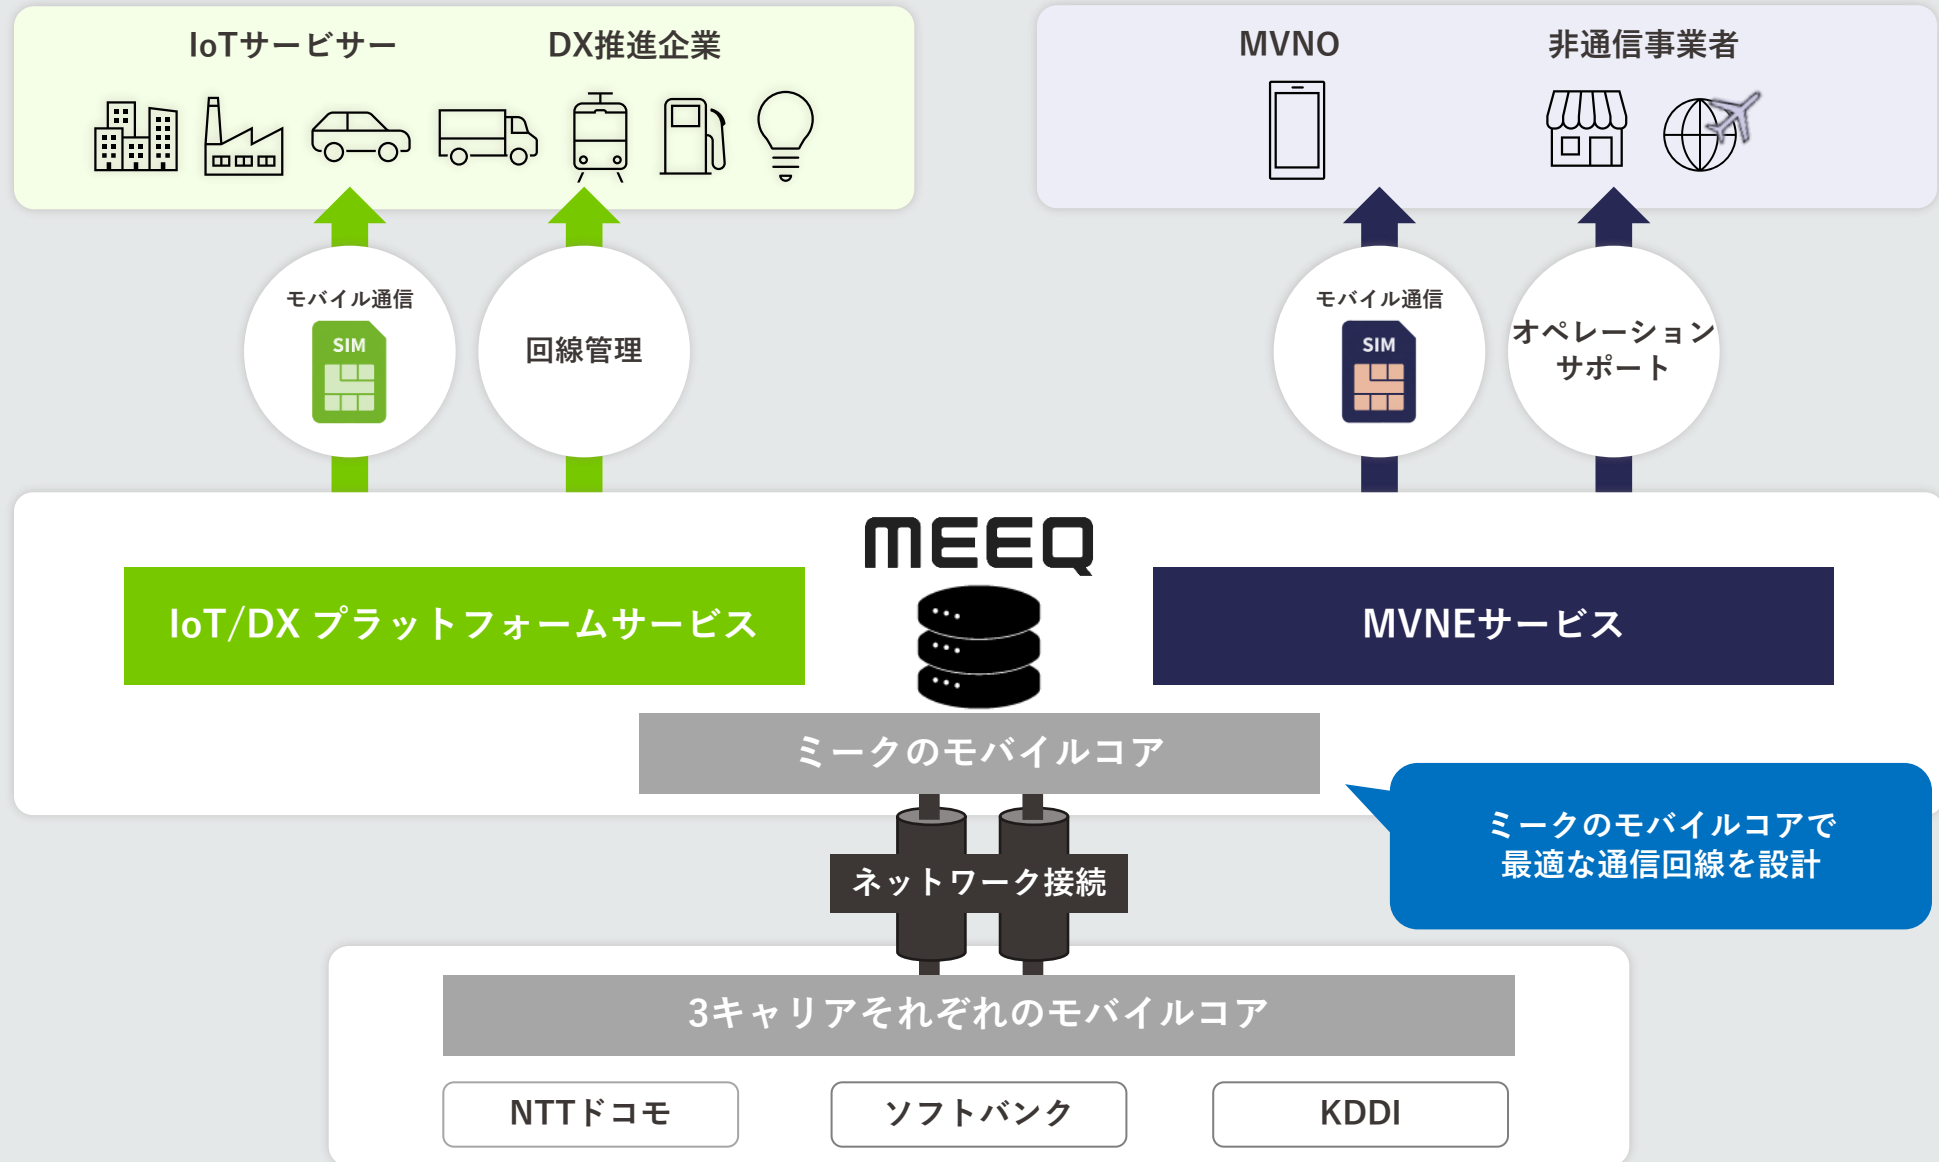 IoTサービサー
DX推進企業
MVNO
非通信事業者
モバイル通信
SIM
回線管理
モバイル通信
SIM
オペレーション
サポート
MEEQ
IoT/DX プラットフォームサービス
MVNEサービス
ミークのモバイルコア
ミークのモバイルコアで
最適な通信回線を設計
ネットワーク接続
3キャリアそれぞれのモバイルコア
NTTドコモ
ソフトバンク
KDDI